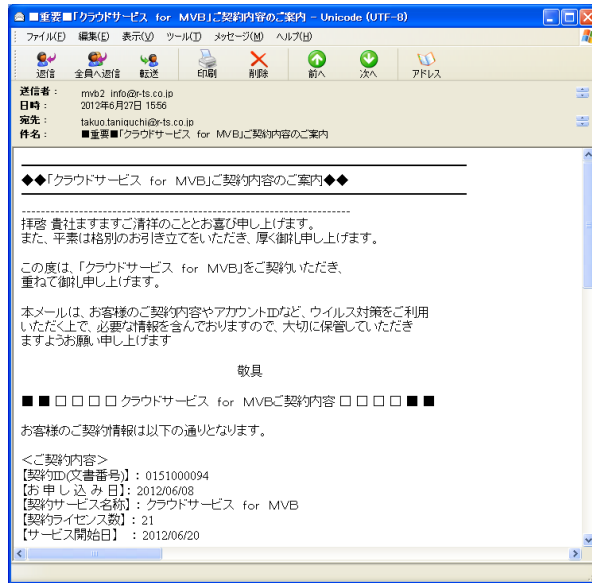 ■重要■「クラウドサービス for MVB」ご契約内容のご案内 - Unicode (UTF-8)
ファイル(F) 編集(E) 表示(V) ツール(T) メッセージ(M) ヘルプ(H)
返信 全員へ返信 転送 印刷 削除 前へ 次へ アドレス
送信者: mvb2_info@r-ts.co.jp
日時: 2012年6月27日 15:56
宛先: takuo.taniguchi@r-ts.co.jp
件名: ■重要■「クラウドサービス for MVB」ご契約内容のご案内
◆◆「クラウドサービス for MVB」ご契約内容のご案内◆◆
拝啓 貴社ますますご清祥のこととお喜び申し上げます。
また、平素は格別のお引き立てをいただき、厚く御礼申し上げます。
この度は、「クラウドサービス for MVB」をご契約いただき、
重ねて御礼申し上げます。
本メールは、お客様のご契約内容やアカウントIDなど、ウイルス対策をご利用
いただく上で、必要な情報を含んでおりますので、大切に保管していただき
ますようお願い申し上げます
敬具
■■□□□□クラウドサービス for MVBご契約内容□□□□■■
お客様のご契約情報は以下の通りとなります。
＜ご契約内容＞
【契約ID(文書番号)】: 0151000094
【お 申 し 込 み 日】: 2012/06/08
【契約サービス名称】: クラウドサービス for MVB
【契約ライセンス数】: 21
【サービス開始日】 : 2012/06/20